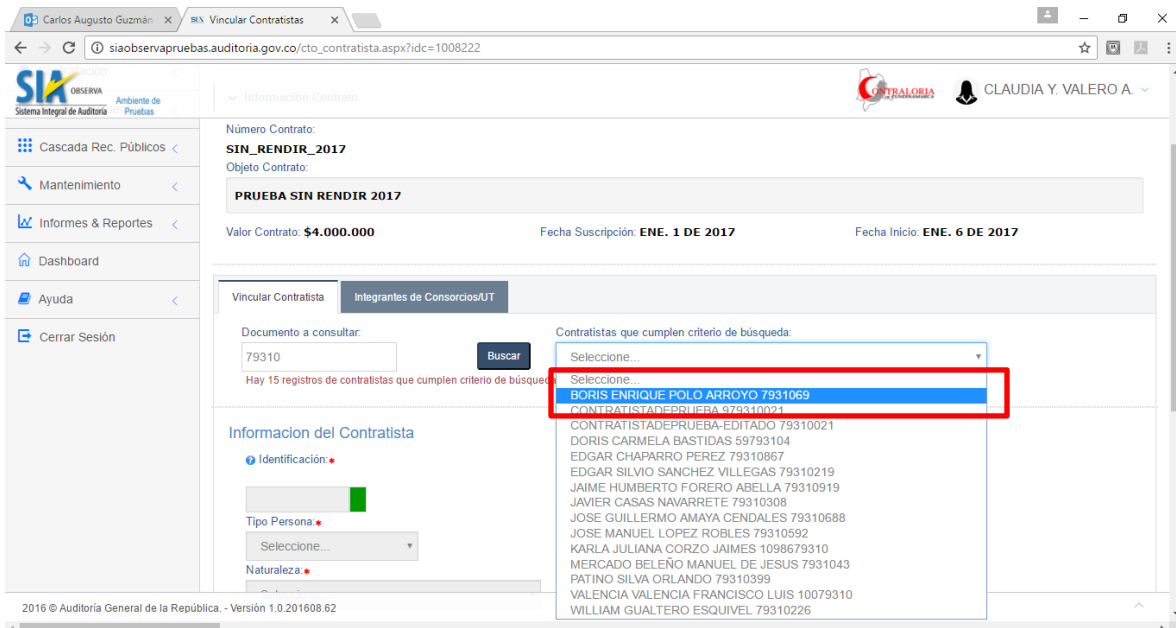 Carlos Augusto Guzmán
SIA Vincular Contratistas
siaobservapruebas.auditoria.gov.co/cto_contratista.aspx?idc=1008222
SIA OBSERVA
Ambiente de
Sistema Integral de Auditoría Pruebas
Información Contrato
CONTRALORIA
DE CUNDINAMARCA
CLAUDIA Y. VALERO A.
Cascada Rec. Públicos
Mantenimiento
Informes & Reportes
Dashboard
Ayuda
Cerrar Sesión
Número Contrato:
SIN_RENDIR_2017
Objeto Contrato:
PRUEBA SIN RENDIR 2017
Valor Contrato: $4.000.000 Fecha Suscripción: ENE. 1 DE 2017 Fecha Inicio: ENE. 6 DE 2017
Vincular Contratista Integrantes de Consorcios/UT
Documento a consultar: Contratistas que cumplen criterio de búsqueda:
79310 Buscar Seleccione...
Hay 15 registros de contratistas que cumplen criterio de búsqueda
Seleccione...
BORIS ENRIQUE POLO ARROYO 7931069
CONTRATISTADEPRUEBA 979310021
CONTRATISTADEPRUEBA-EDITADO 79310021
DORIS CARMELA BASTIDAS 59793104
EDGAR CHAPARRO PEREZ 79310867
EDGAR SILVIO SANCHEZ VILLEGAS 79310219
JAIME HUMBERTO FORERO ABELLA 79310919
JAVIER CASAS NAVARRETE 79310308
JOSE GUILLERMO AMAYA CENDALES 79310688
JOSE MANUEL LOPEZ ROBLES 79310592
KARLA JULIANA CORZO JAIMES 1098679310
MERCADO BELEÑO MANUEL DE JESUS 7931043
PATINO SILVA ORLANDO 79310399
VALENCIA VALENCIA FRANCISCO LUIS 10079310
WILLIAM GUALTERO ESQUIVEL 79310226
Informacion del Contratista
Identificación:*
Tipo Persona:*
Seleccione...
Naturaleza:*
2016 © Auditoría General de la República. - Versión 1.0.201608.62